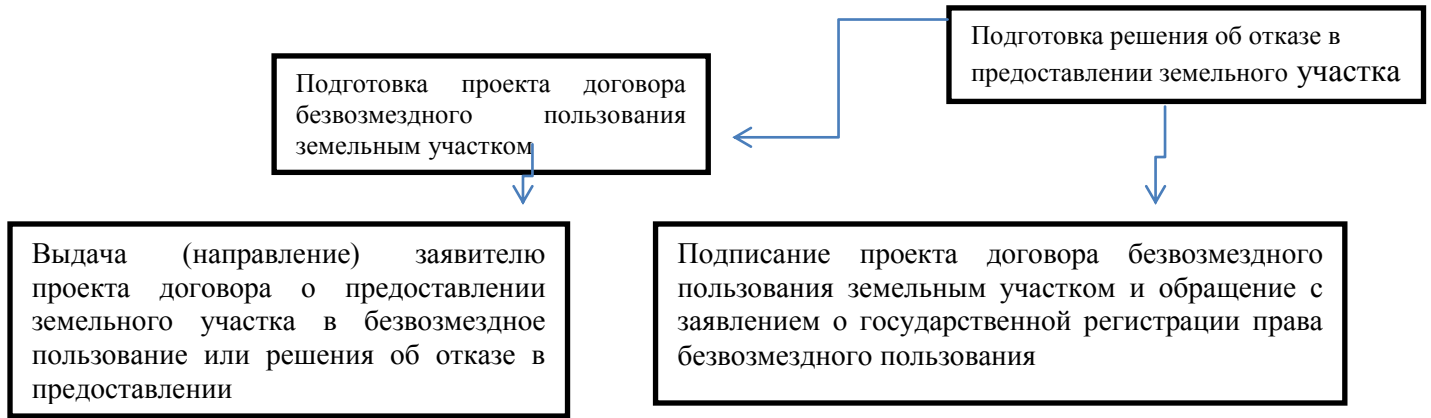 Подготовка решения об отказе в
предоставлении земельного участка
Подготовка проекта договора
безвозмездного пользования
земельным участком
Выдача (направление) заявителю
проекта договора о предоставлении
земельного участка в безвозмездное
пользование или решения об отказе в
предоставлении
Подписание проекта договора безвозмездного
пользования земельным участком и обращение с
заявлением о государственной регистрации права
безвозмездного пользования